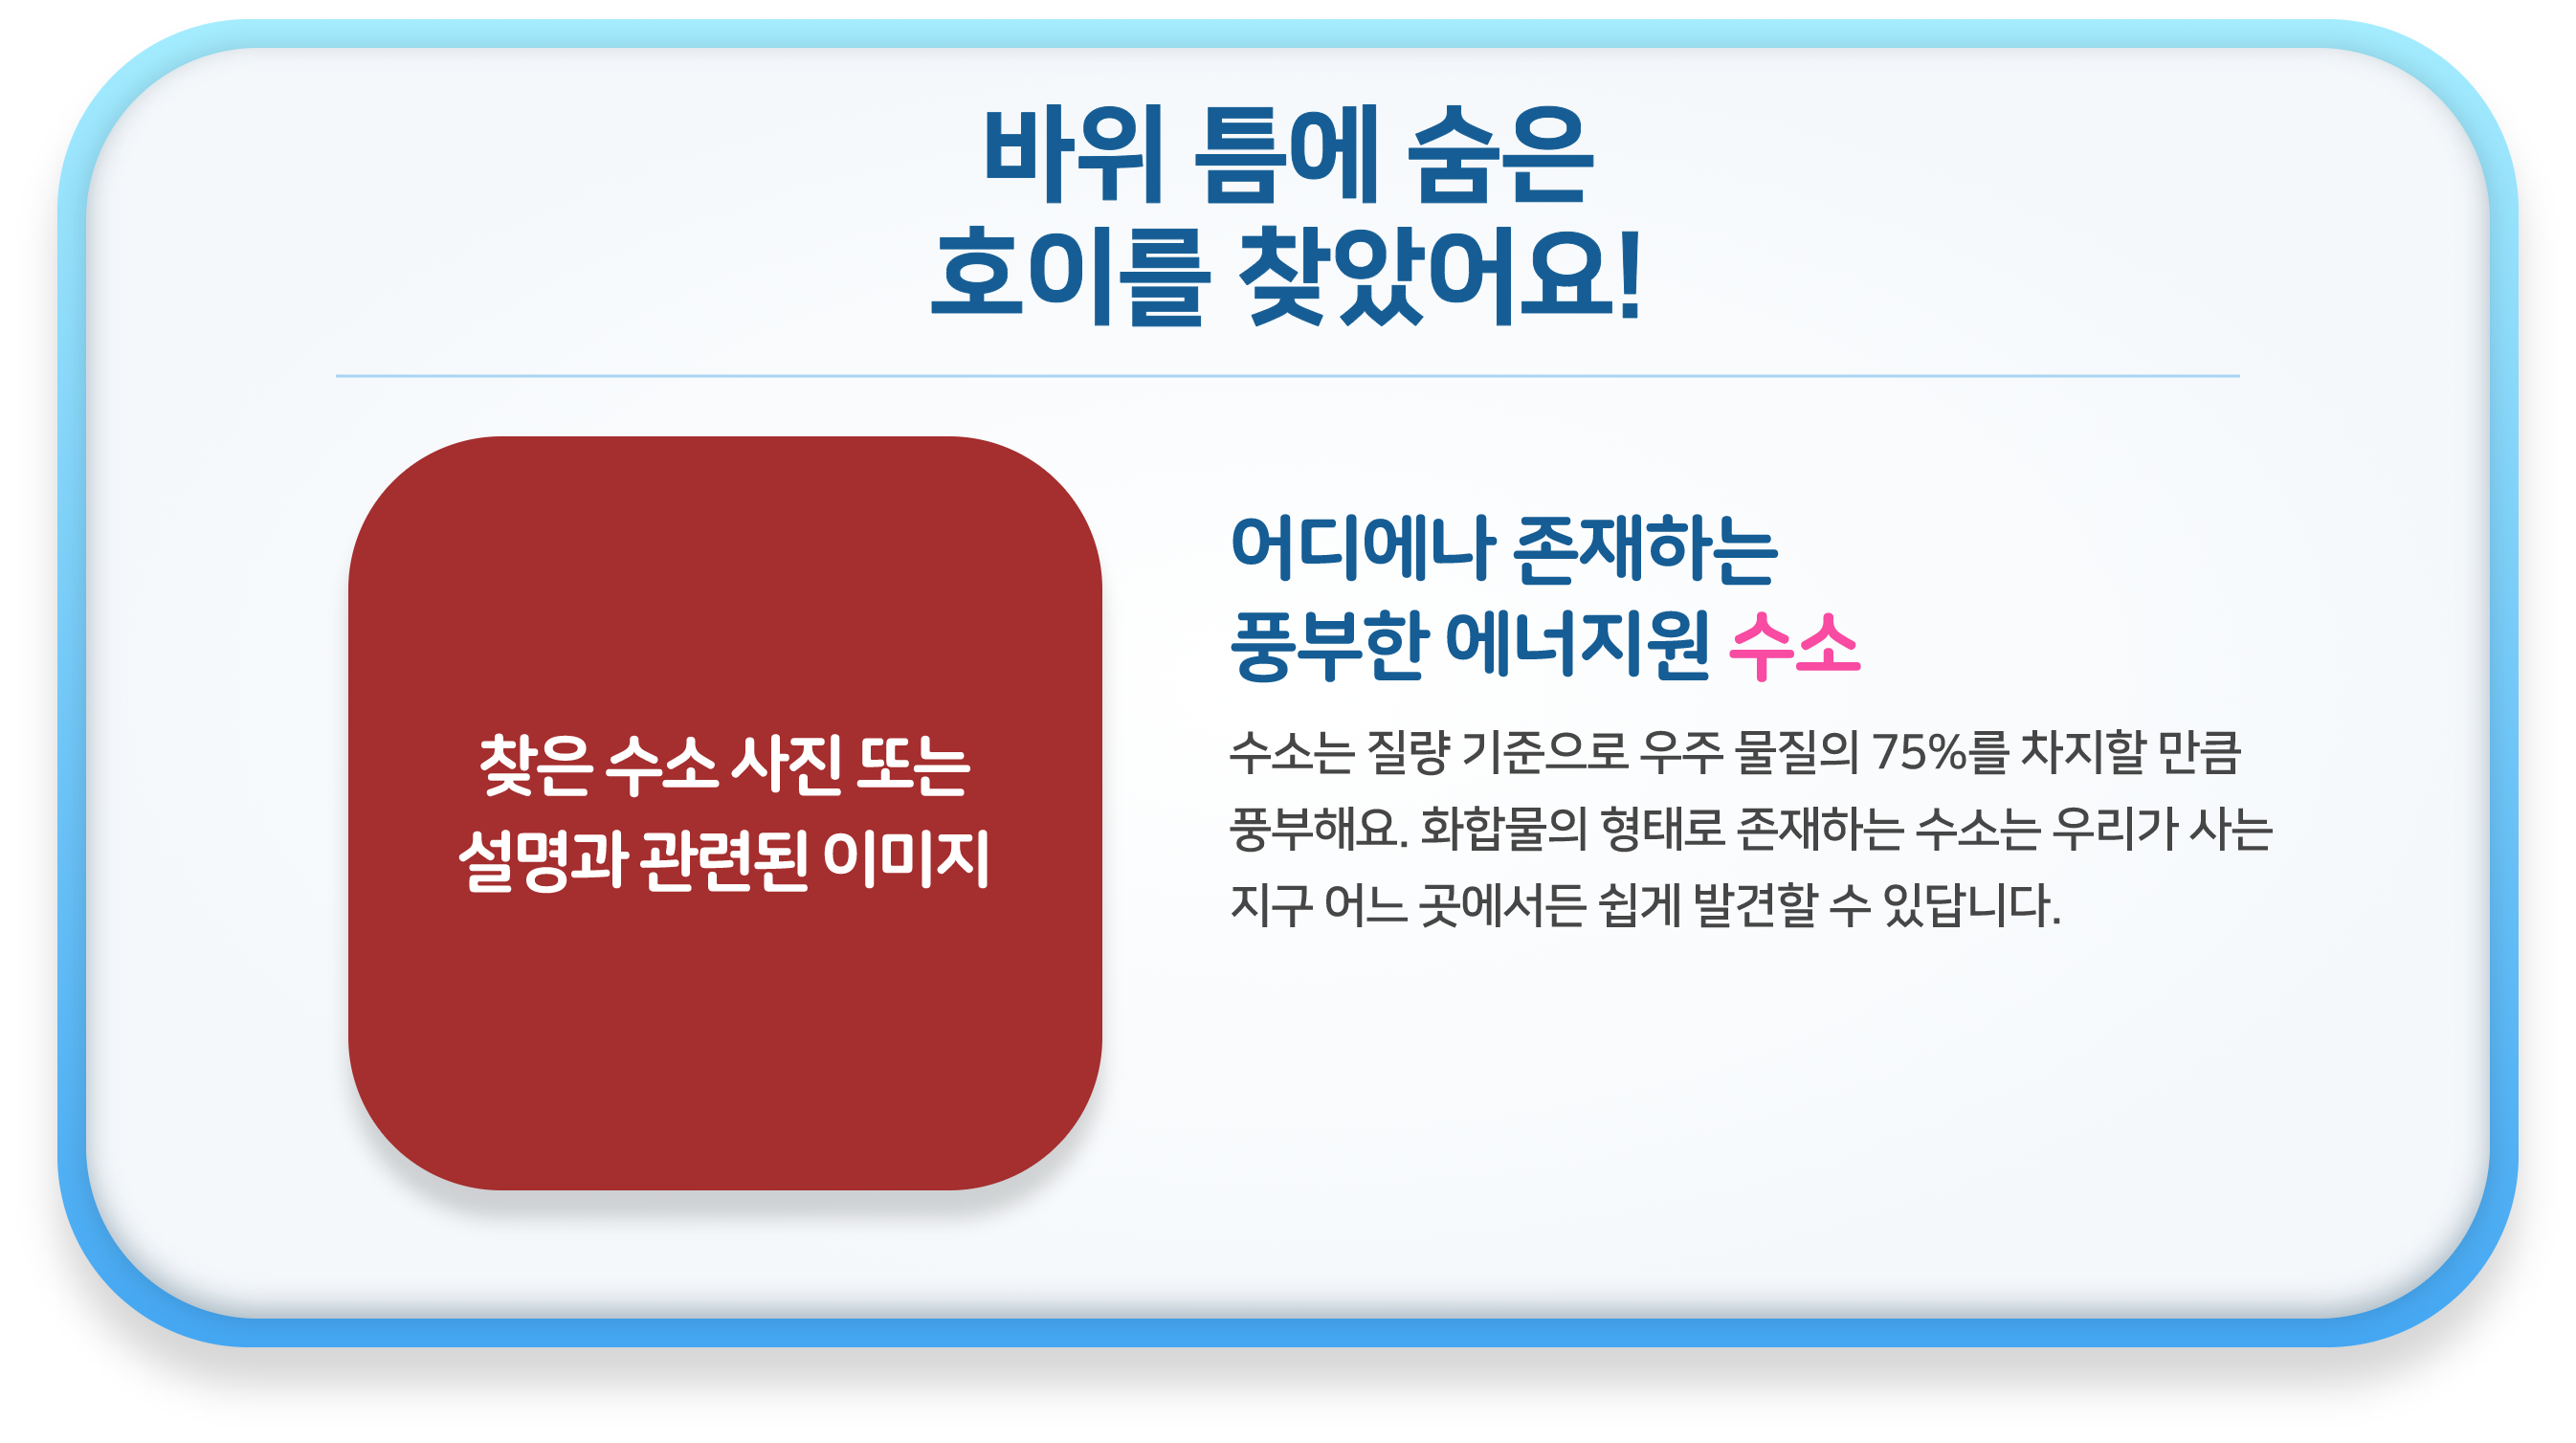 바위 틈에 숨은
호이를 찾았어요!
찾은 수소 사진 또는
설명과 관련된 이미지
어디에나 존재하는
풍부한 에너지원 수소
수소는 질량 기준으로 우주 물질의 75%를 차지할 만큼
풍부해요. 화합물의 형태로 존재하는 수소는 우리가 사는
지구 어느 곳에서든 쉽게 발견할 수 있답니다.